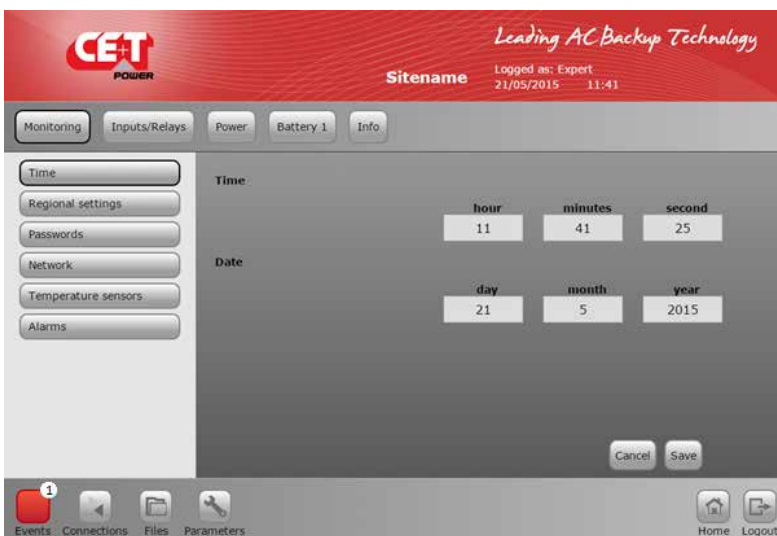 CE+T
POWER
Leading AC Backup Technology
Sitename
Logged as: Expert
21/05/2015 11:41
Monitoring
Inputs/Relays
Power
Battery 1
Info
Time
Regional settings
Passwords
Network
Temperature sensors
Alarms
Time
hour minutes second
11 41 25
Date
day month year
21 5 2015
Cancel Save
1
Events Connections Files Parameters
Home Logout